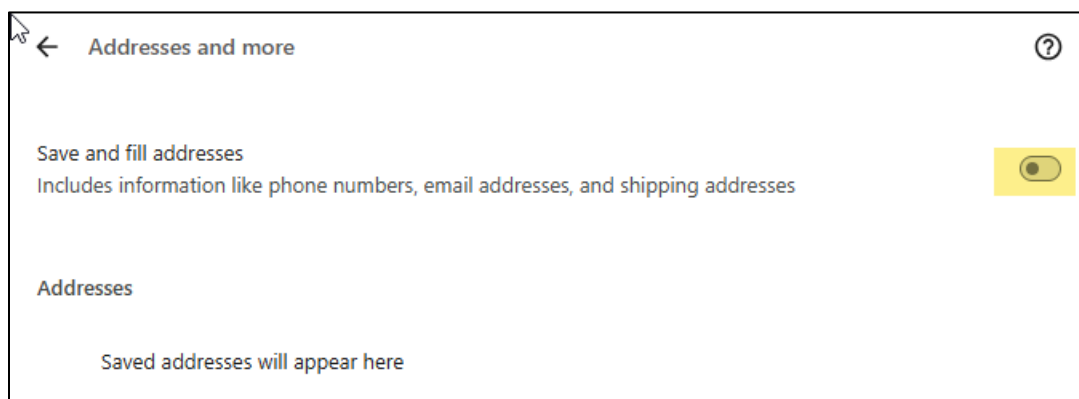 Addresses and more
Save and fill addresses
Includes information like phone numbers, email addresses, and shipping addresses
Addresses
Saved addresses will appear here